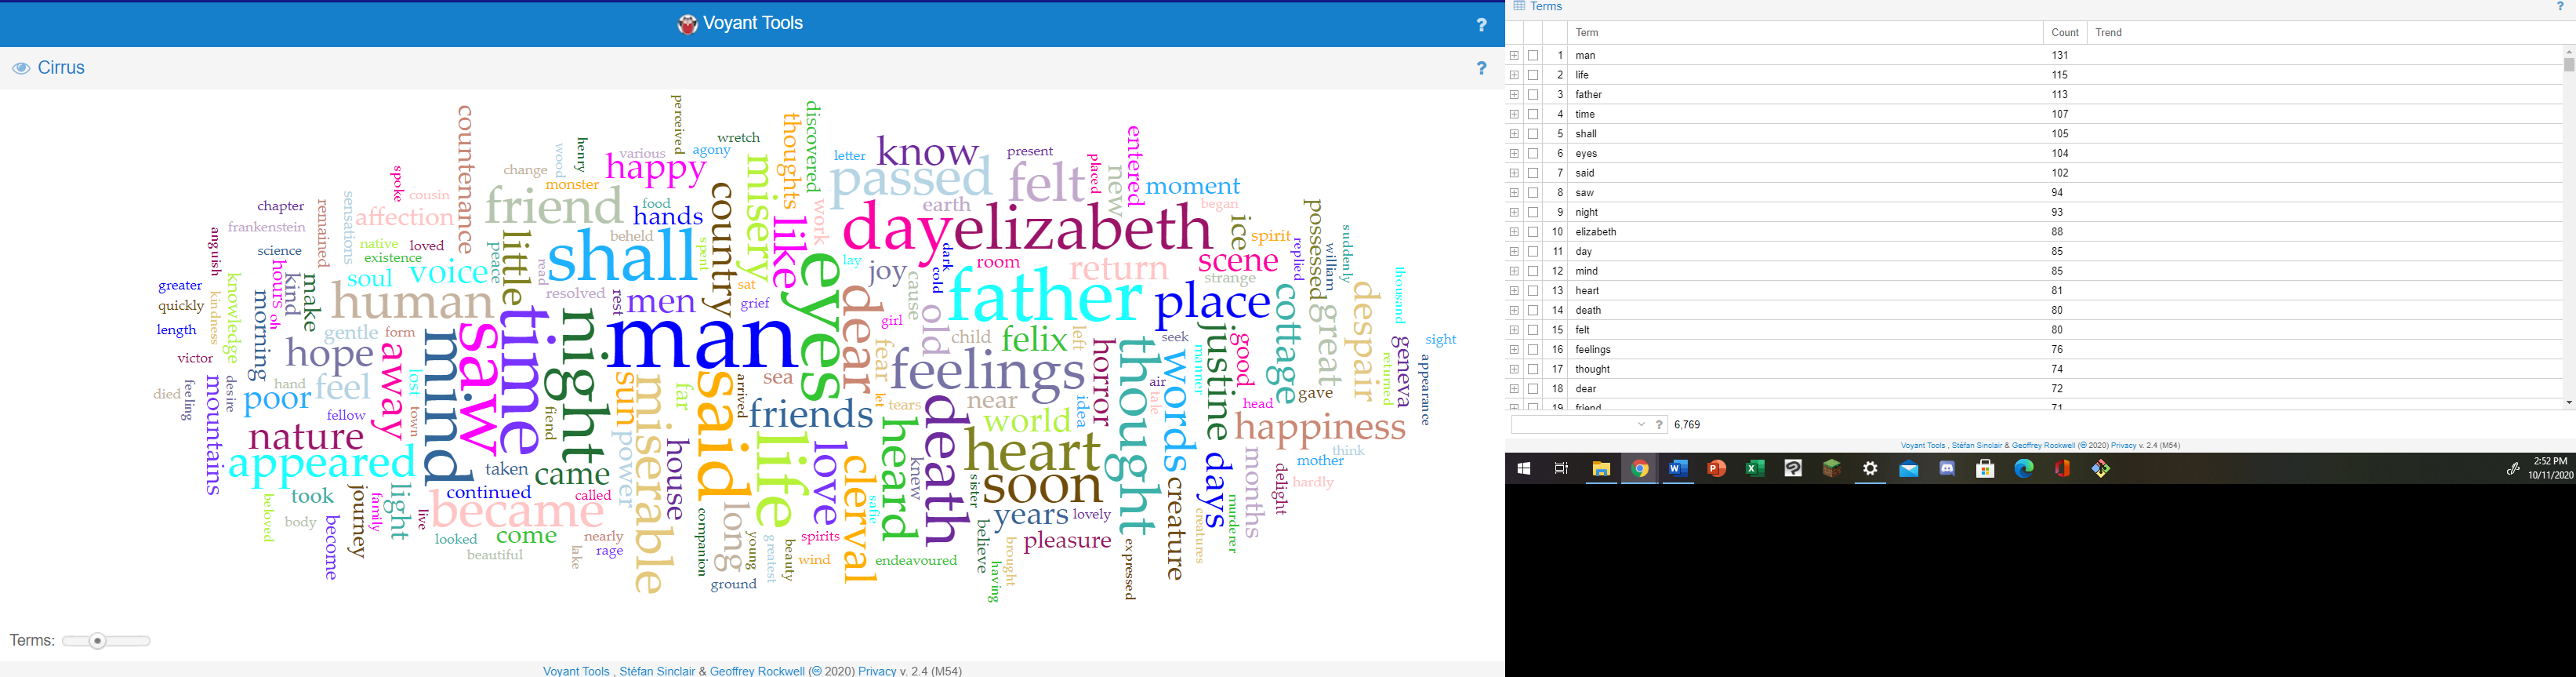 Voyant Tools
?
Cirrus
?
perceived
discovered
countenance
thoughts
wretch
entered
henry
wood
various
agony
letter
know
present
change
happy
misery
passed
felt
placed
new
moment
spoke
cousin
monster
country
began
sensations
remained
chapter
affection
friend
food
hands
like
work
earth
possessed
frankenstein
beheld
day
elizabeth
ice
spirit
suddenly
anguish
science
native
loved
existence
peace
little
read
shall
spent
eyes
lay
dark
room
return
scene
replied
william
hours
kind
make
soul
voice
resolved
sat
joy
cold
strange
thousand
greater
quickly
kindness
knowledge
morning
oh
human
time
rest
men
grief
dear
cause
father
place
cottage
great
despair
length
gentle
form
saw
night
man
girl
old
child
felix
left
seek
justine
good
geneva
sight
victor
hope
away
mind
fear
feelings
horror
thought
words
manner
returned
appearance
died
feeling
mountains
desire
hand
feel
lost
sun
miserable
far
said
arrived
sea
let
near
air
take
gave
poor
fellow
town
fiend
friends
tears
death
world
idea
head
happiness
nature
power
house
life
love
heard
heart
think
appeared
taken
came
clerval
knew
days
months
mother
delight
hardly
beloved
took
journey
family
light
continued
called
companion
long
safie
sister
soon
creature
murderer
body
become
live
became
young
years
lovely
creatures
looked
come
nearly
greatest
beauty
spirits
believe
pleasure
beautiful
lake
rage
ground
wind
endeavoured
having
brought
expressed
Terms:
Voyant Tools , Stéfan Sinclair & Geoffrey Rockwell (cc 2020) Privacy v. 2.4 (M54)
Terms
?
Term Count Trend
1 man 131
2 life 115
3 father 113
4 time 107
5 shall 105
6 eyes 104
7 said 102
8 saw 94
9 night 93
10 elizabeth 88
11 day 85
12 mind 85
13 heart 81
14 death 80
15 felt 80
16 feelings 76
17 thought 74
18 dear 72
19 friend 71
? 6,769
Voyant Tools , Stéfan Sinclair & Geoffrey Rockwell (cc 2020) Privacy v. 2.4 (M54)
2:52 PM
10/11/2020